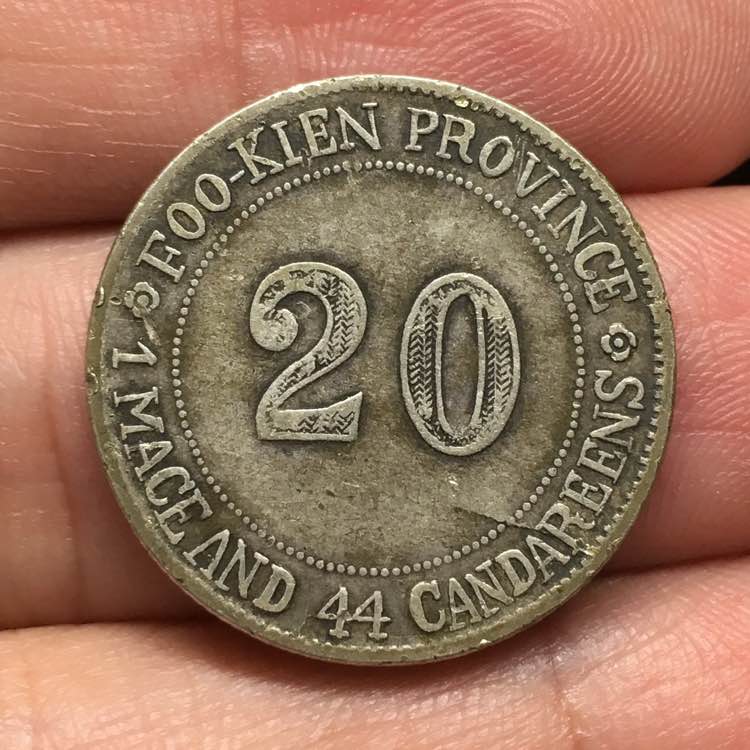 FOO-KIEN PROVINCE
20
1 MACE AND 44 CANDAREENS